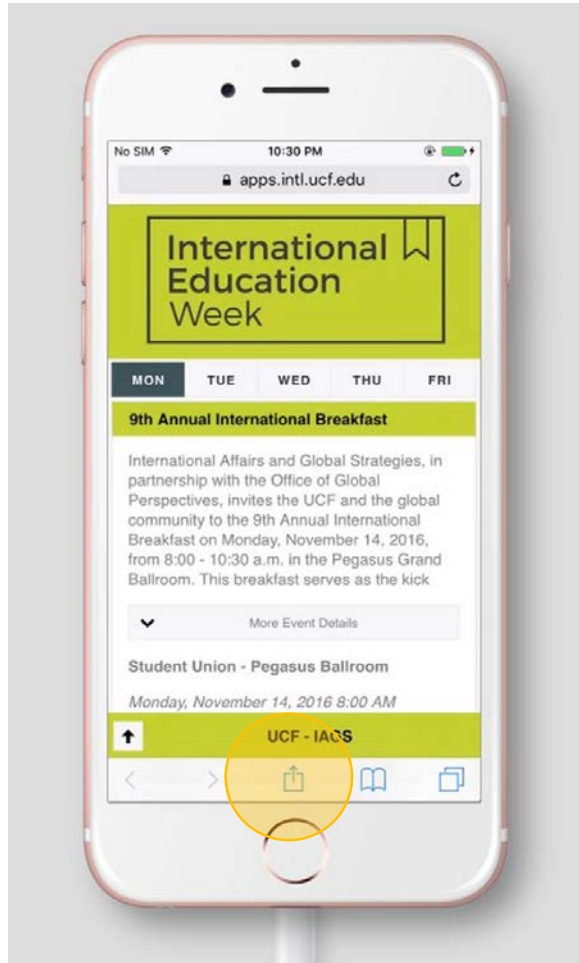 No SIM 10:30 PM
apps.intl.ucf.edu
International
Education
Week
MON TUE WED THU FRI
9th Annual International Breakfast
International Affairs and Global Strategies, in
partnership with the Office of Global
Perspectives, invites the UCF and the global
community to the 9th Annual International
Breakfast on Monday, November 14, 2016,
from 8:00 - 10:30 a.m. in the Pegasus Grand
Ballroom. This breakfast serves as the kick
More Event Details
Student Union - Pegasus Ballroom
Monday, November 14, 2016 8:00 AM
UCF - IAGS